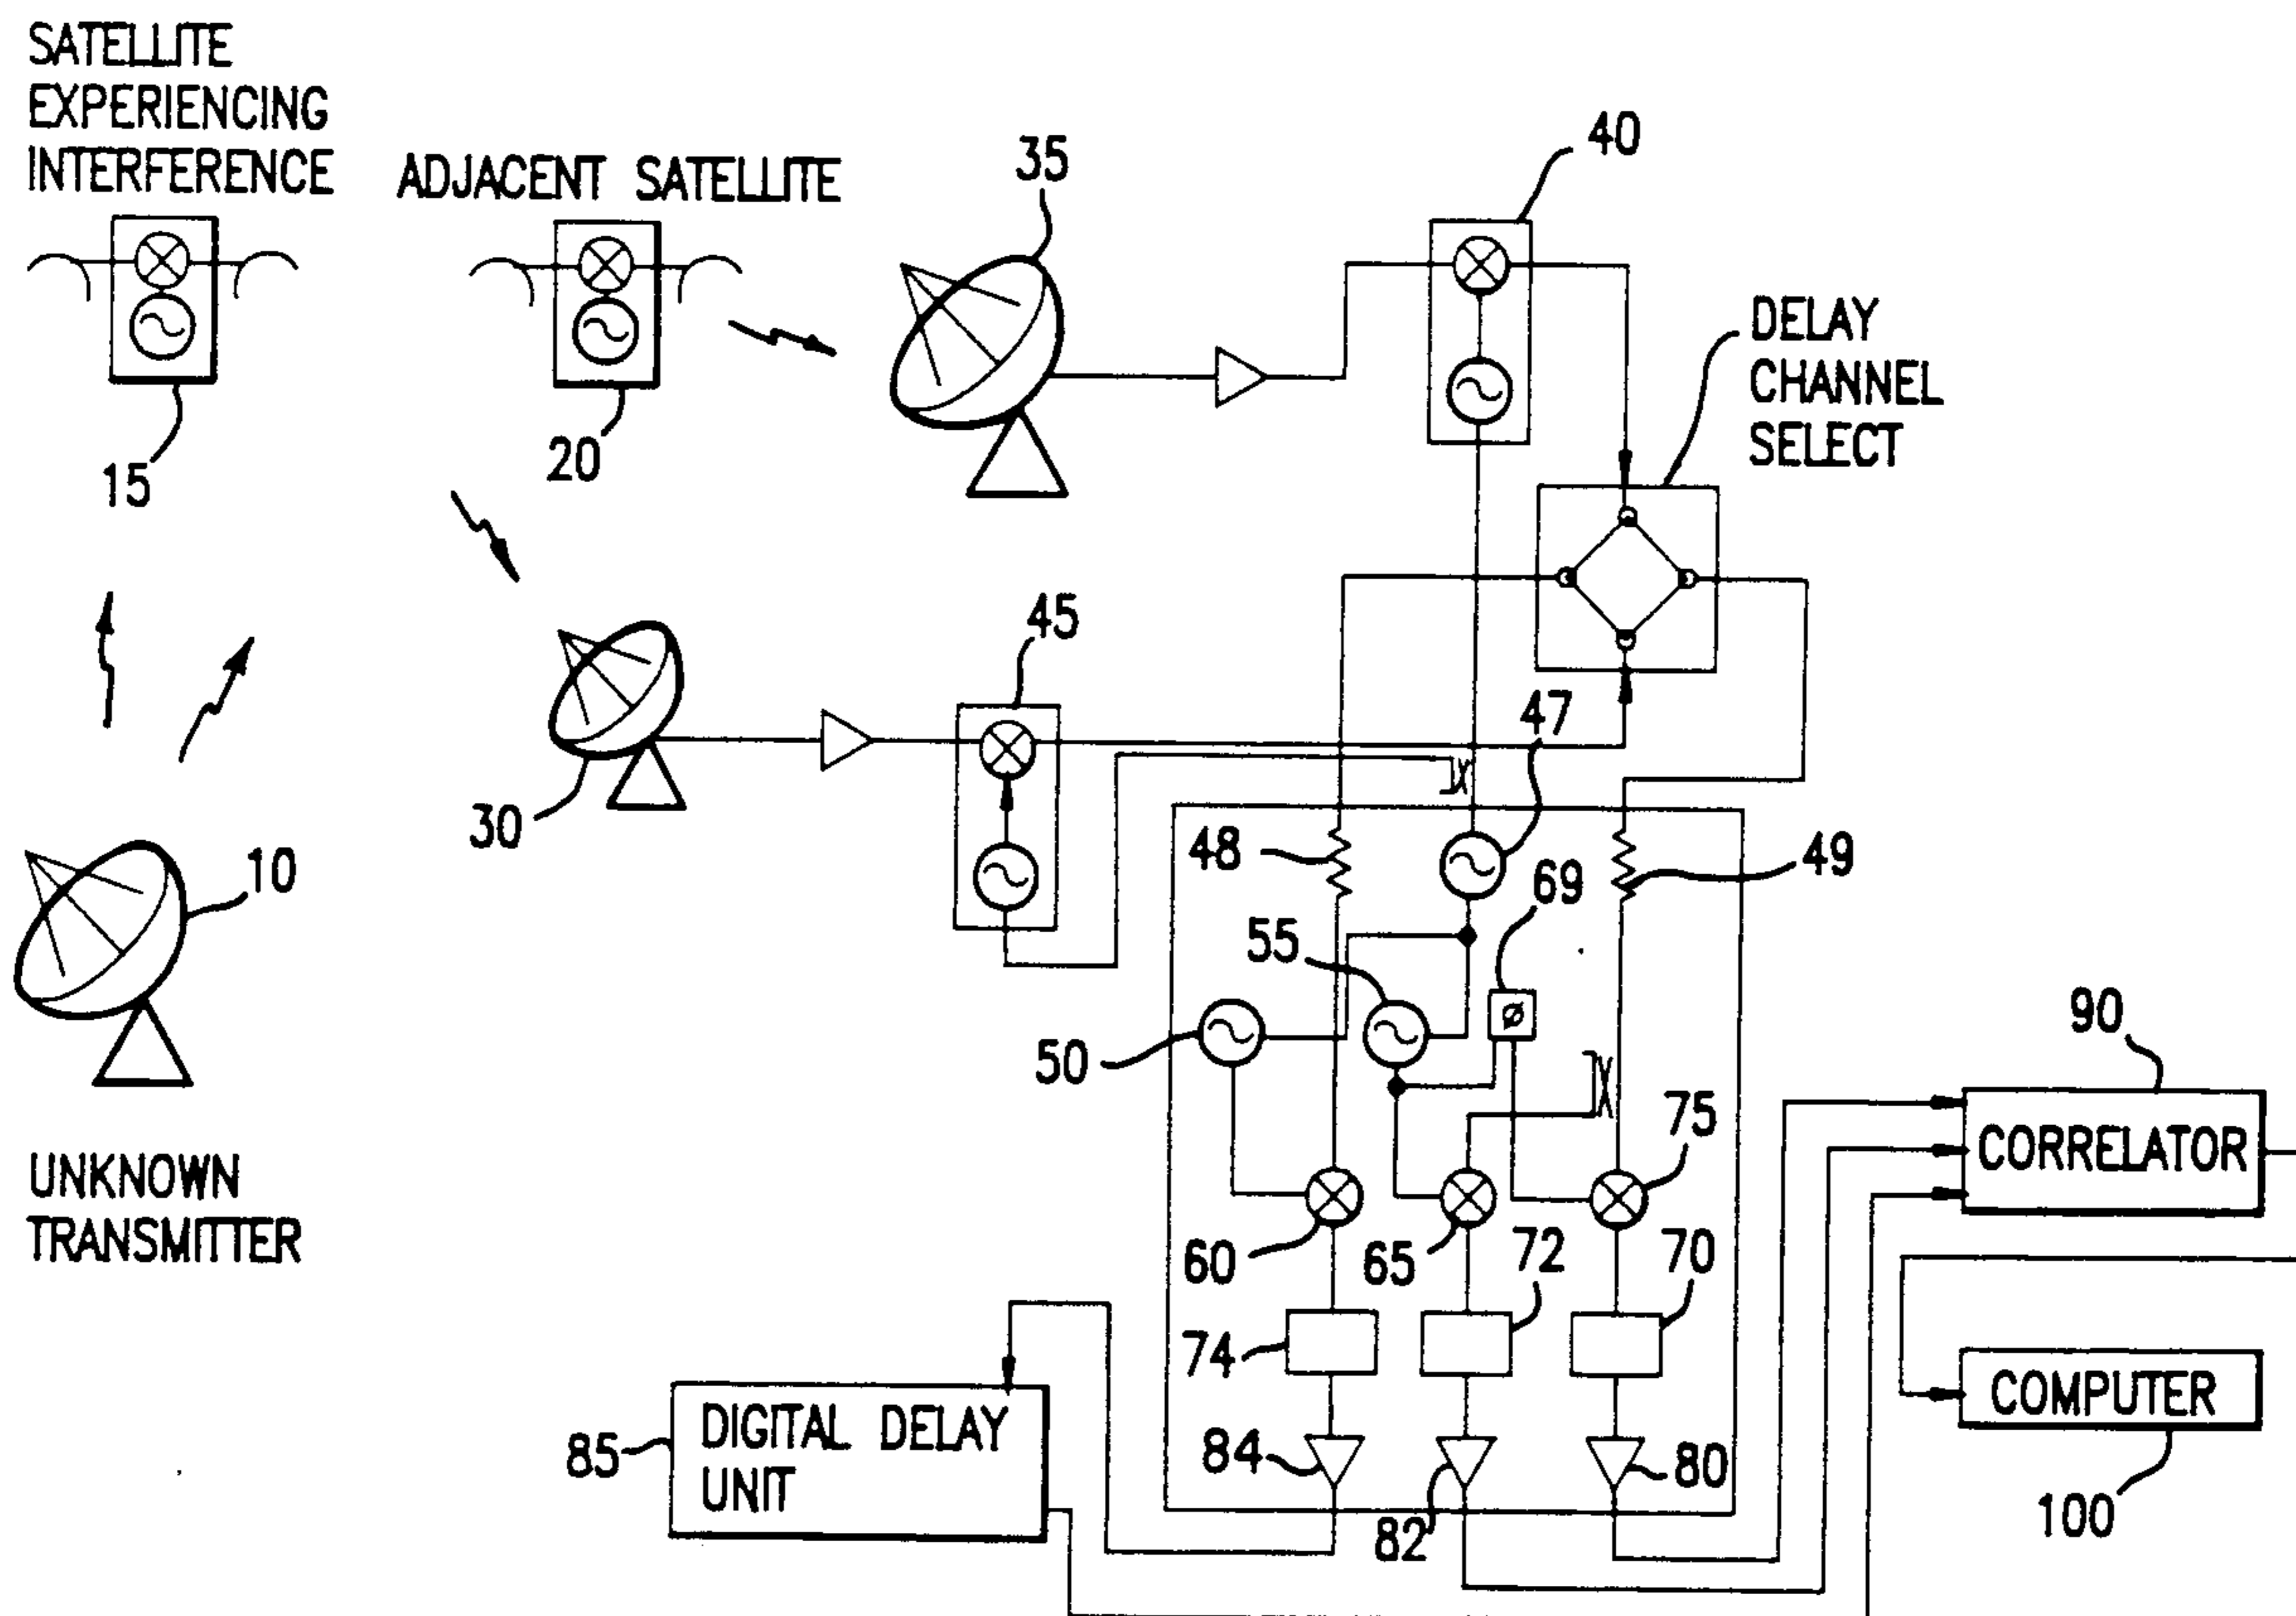 SATELLITE
EXPERIENCING
INTERFERENCE
ADJACENT SATELLITE
35
40
DELAY
CHANNEL
SELECT
15
20
45
47
30
10
48
49
69
55
50
90
CORRELATOR
75
UNKNOWN
TRANSMITTER
60
65
72
70
74
COMPUTER
DIGITAL DELAY
UNIT
85
84
82
80
100
ø